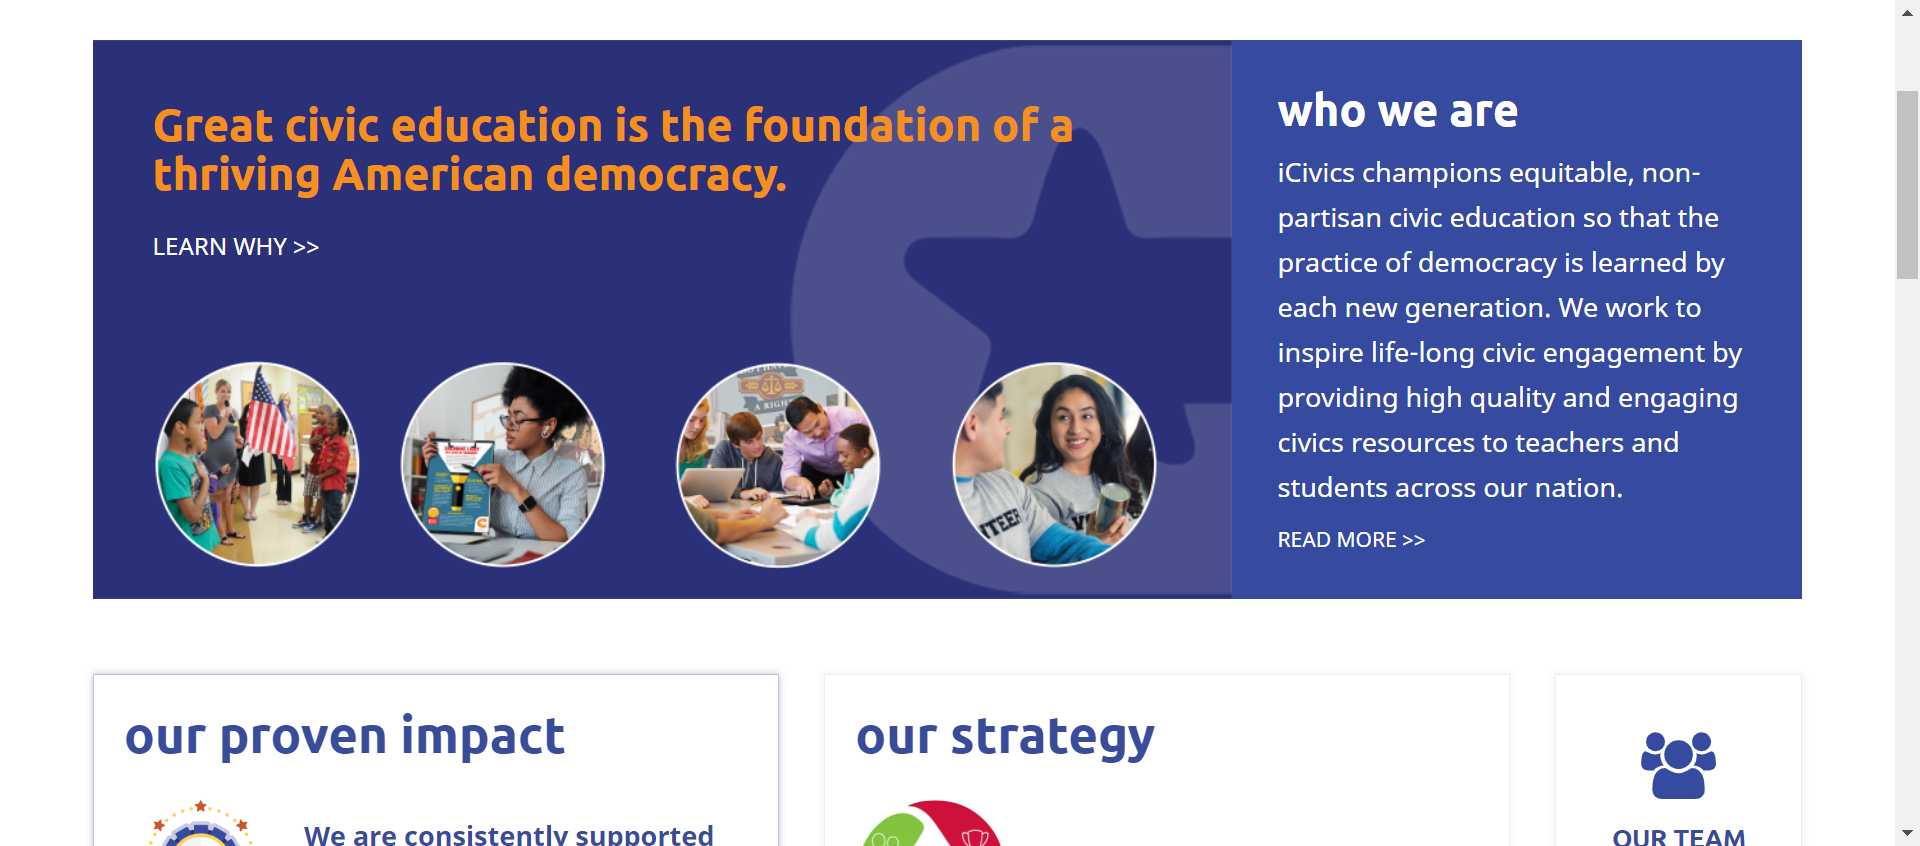 Great civic education is the foundation of a
thriving American democracy.
LEARN WHY >>
A RIGH
NTEER
who we are
iCivics champions equitable, non-
partisan civic education so that the
practice of democracy is learned by
each new generation. We work to
inspire life-long civic engagement by
providing high quality and engaging
civics resources to teachers and
students across our nation.
READ MORE >>
our proven impact
We are consistently supported
our strategy
OUR TEAM